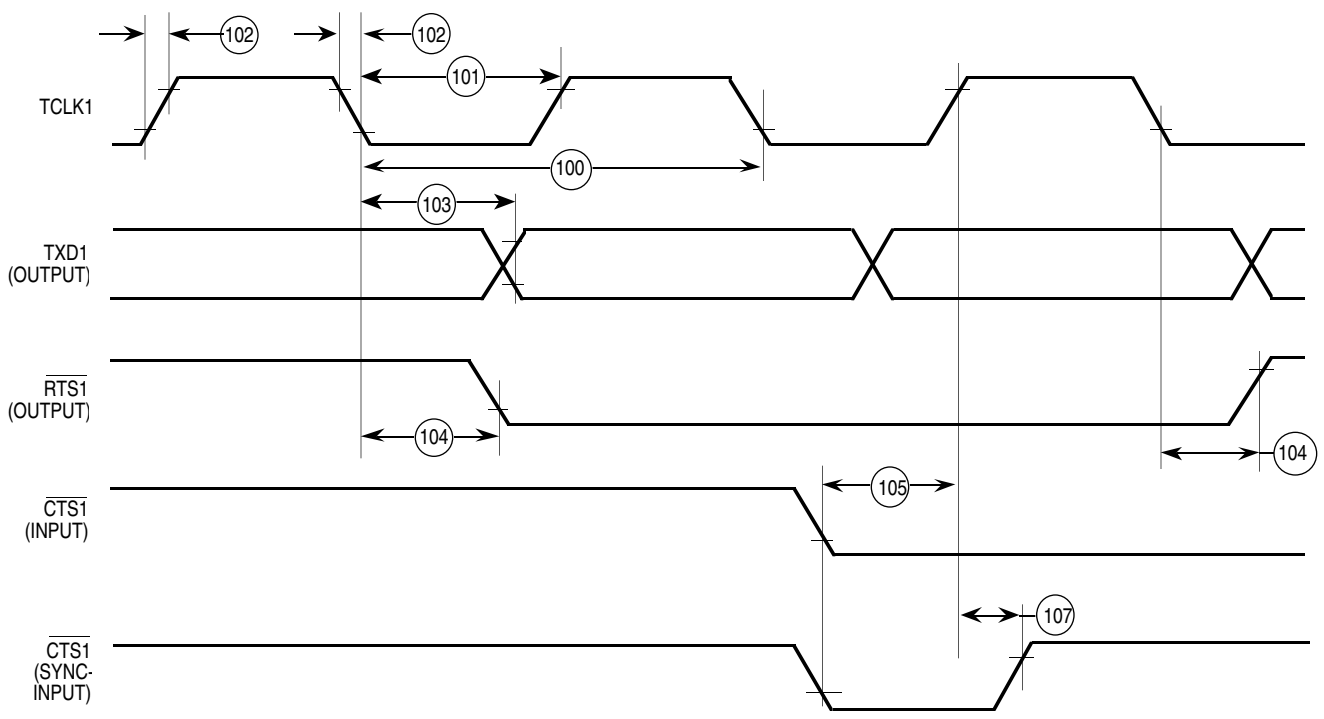 102
102
101
TCLK1
100
103
TXD1
(OUTPUT)
RTS1
(OUTPUT)
104
104
105
CTS1
(INPUT)
107
CTS1
(SYNC-
INPUT)